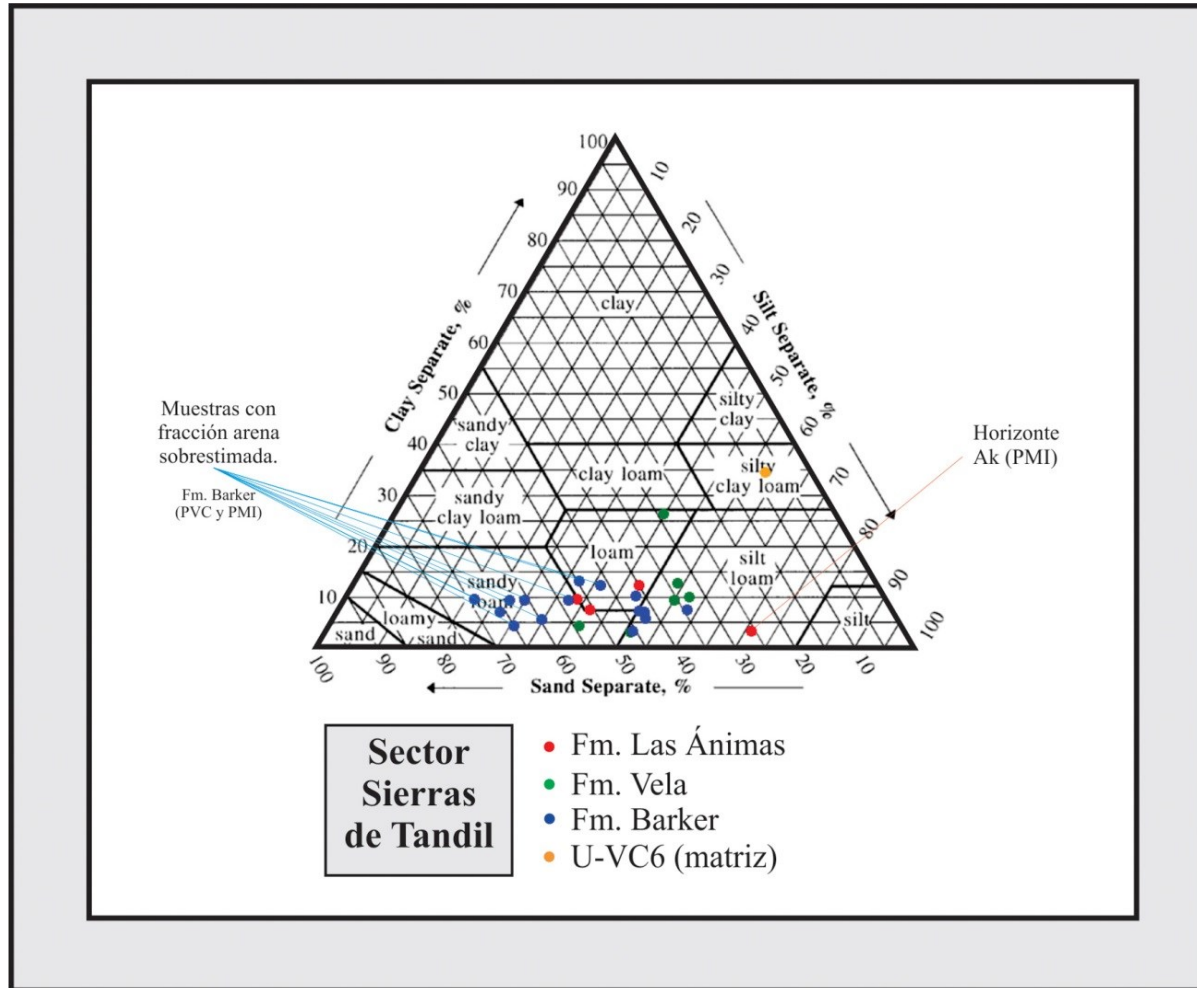 100
90
80
70
60
50
40
30
20
10
Clay Separate, %
10
20
30
40
50
60
70
80
90
100
Silt Separate, %
100
90
80
70
60
50
40
30
20
10
Sand Separate, %
clay
silty
clay
sandy
clay
clay loam
silty
clay loam
sandy
clay loam
loam
silt
loam
sandy
loam
loamy
sand
sand
silt
Muestras con
fracción arena
sobrestimada.
Fm. Barker
(PVC y PMI)
Horizonte
Ak (PMI)
Sector
Sierras
de Tandil
Fm. Las Ánimas
Fm. Vela
Fm. Barker
U-VC6 (matriz)